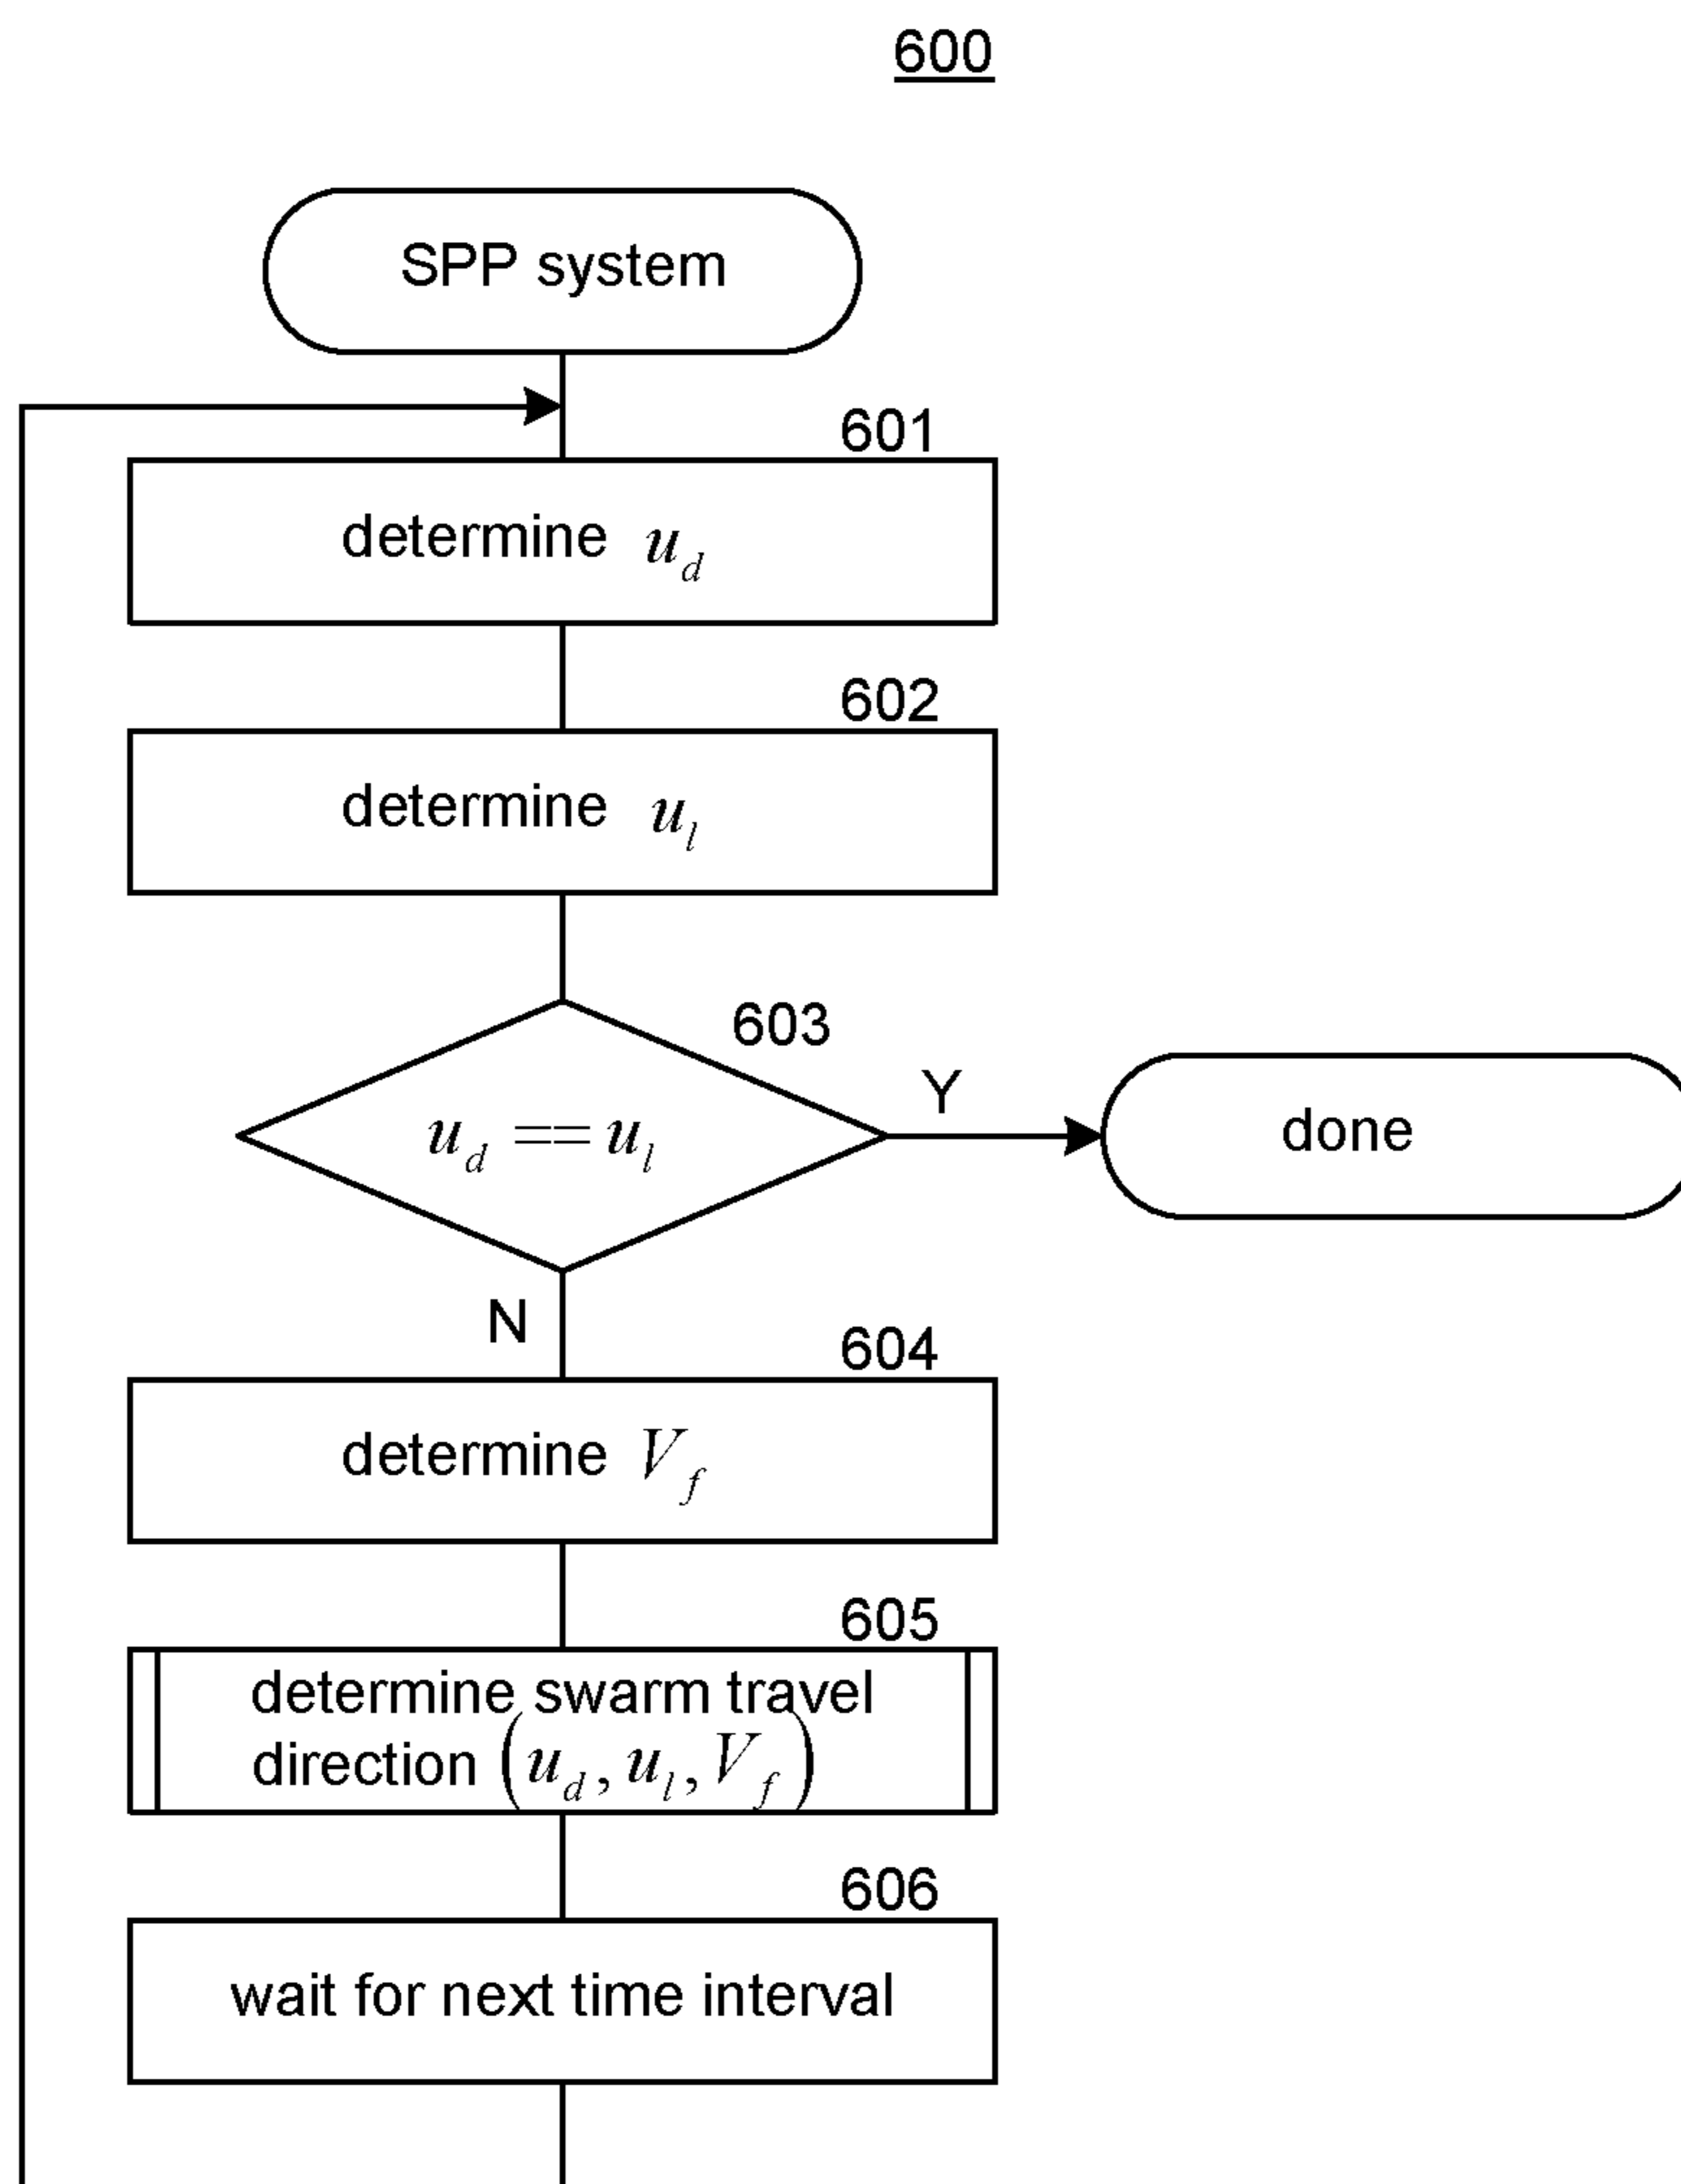 600
SPP system
601
determine u_d
602
determine u_l
603
u_d == u_l
Y
done
N
604
determine V_f
605
determine swarm travel
direction (u_d, u_l, V_f)
606
wait for next time interval